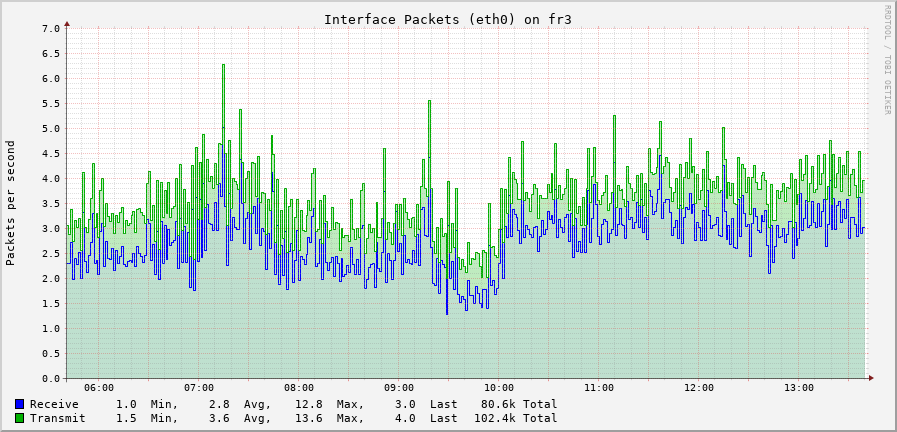 Interface Packets (eth0) on fr3
RRDTOOL / TOBI OETIKER
Packets per second
7.0
6.5
6.0
5.5
5.0
4.5
4.0
3.5
3.0
2.5
2.0
1.5
1.0
0.5
0.0
06:00 07:00 08:00 09:00 10:00 11:00 12:00 13:00
Receive 1.0 Min, 2.8 Avg, 12.8 Max, 3.0 Last 80.6k Total
Transmit 1.5 Min, 3.6 Avg, 13.6 Max, 4.0 Last 102.4k Total